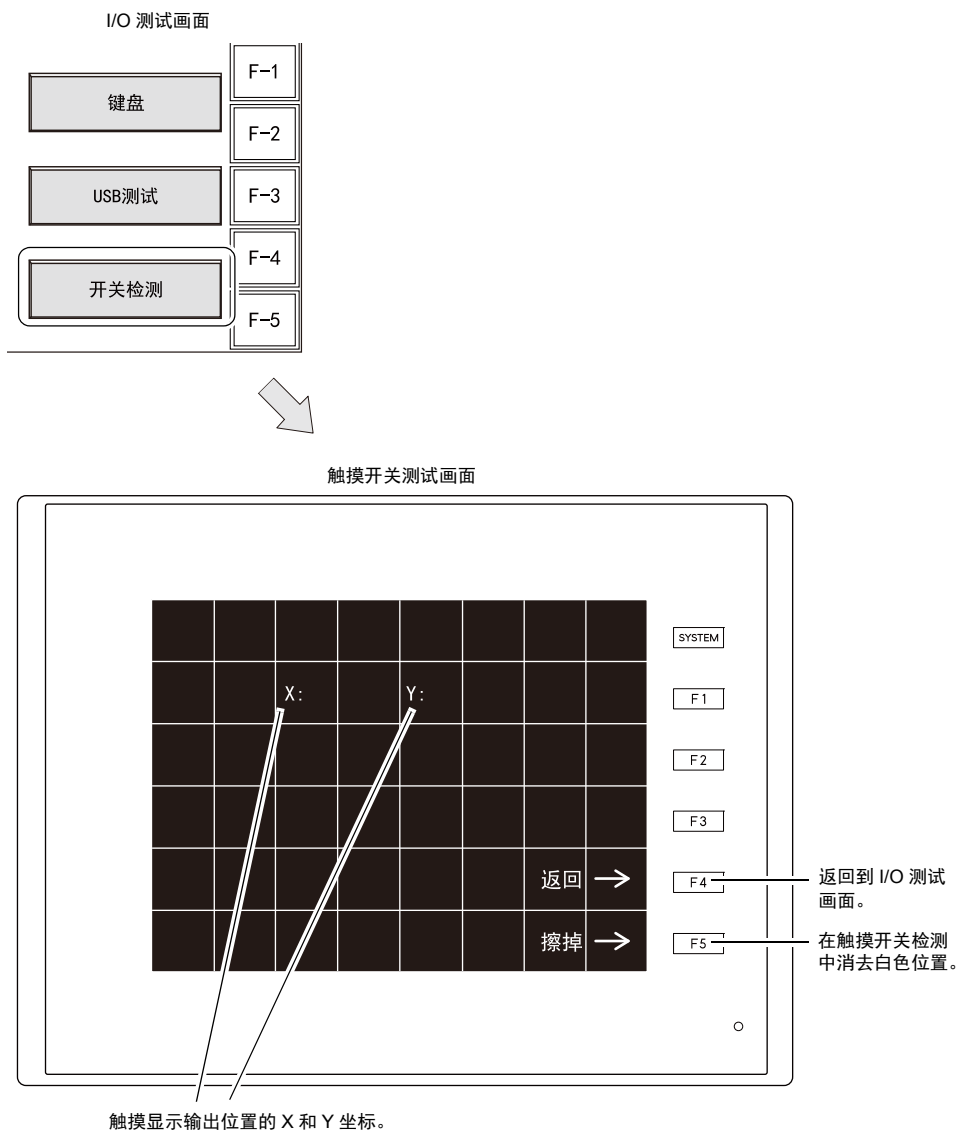 I/O 测试画面
F-1
键盘
F-2
USB测试
F-3
F-4
开关检测
F-5
触摸开关测试画面
SYSTEM
X:
Y:
F1
F2
F3
返回 →
F4
返回到 I/O 测试
画面。
擦掉 →
F5
在触摸开关检测
中消去白色位置。
触摸显示输出位置的 X 和 Y 坐标。